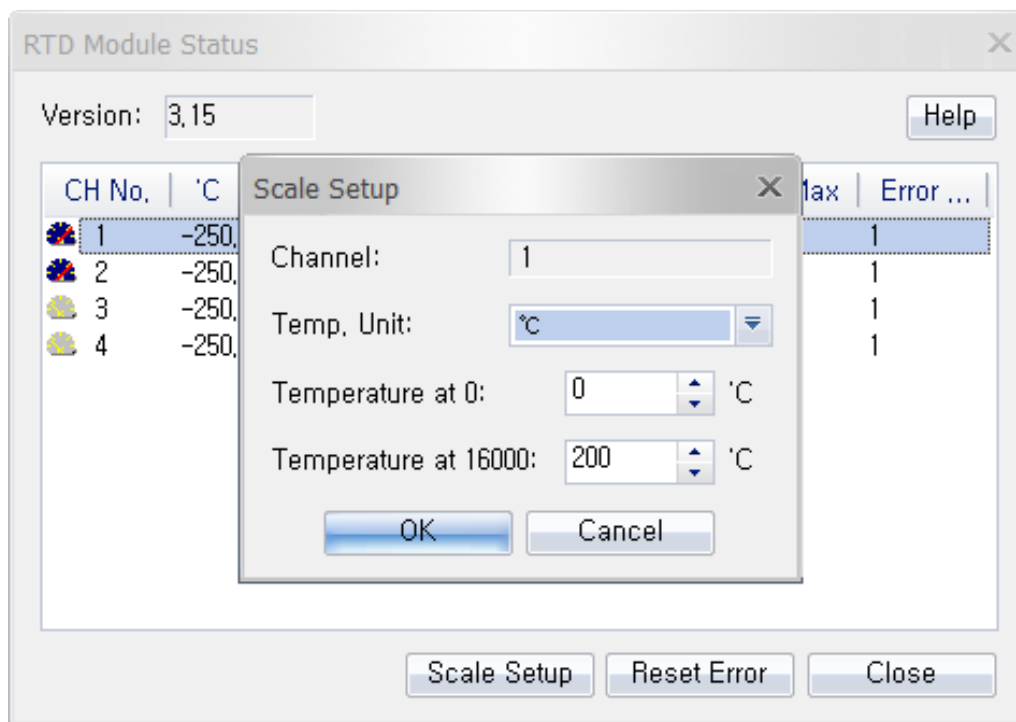 RTD Module Status
Version: 3.15
Help
CH No. °C Max Error ...
1 -250. 1
2 -250. 1
3 -250. 1
4 -250. 1
Scale Setup
Channel: 1
Temp. Unit: °C
Temperature at 0: 0 °C
Temperature at 16000: 200 °C
OK Cancel
Scale Setup Reset Error Close